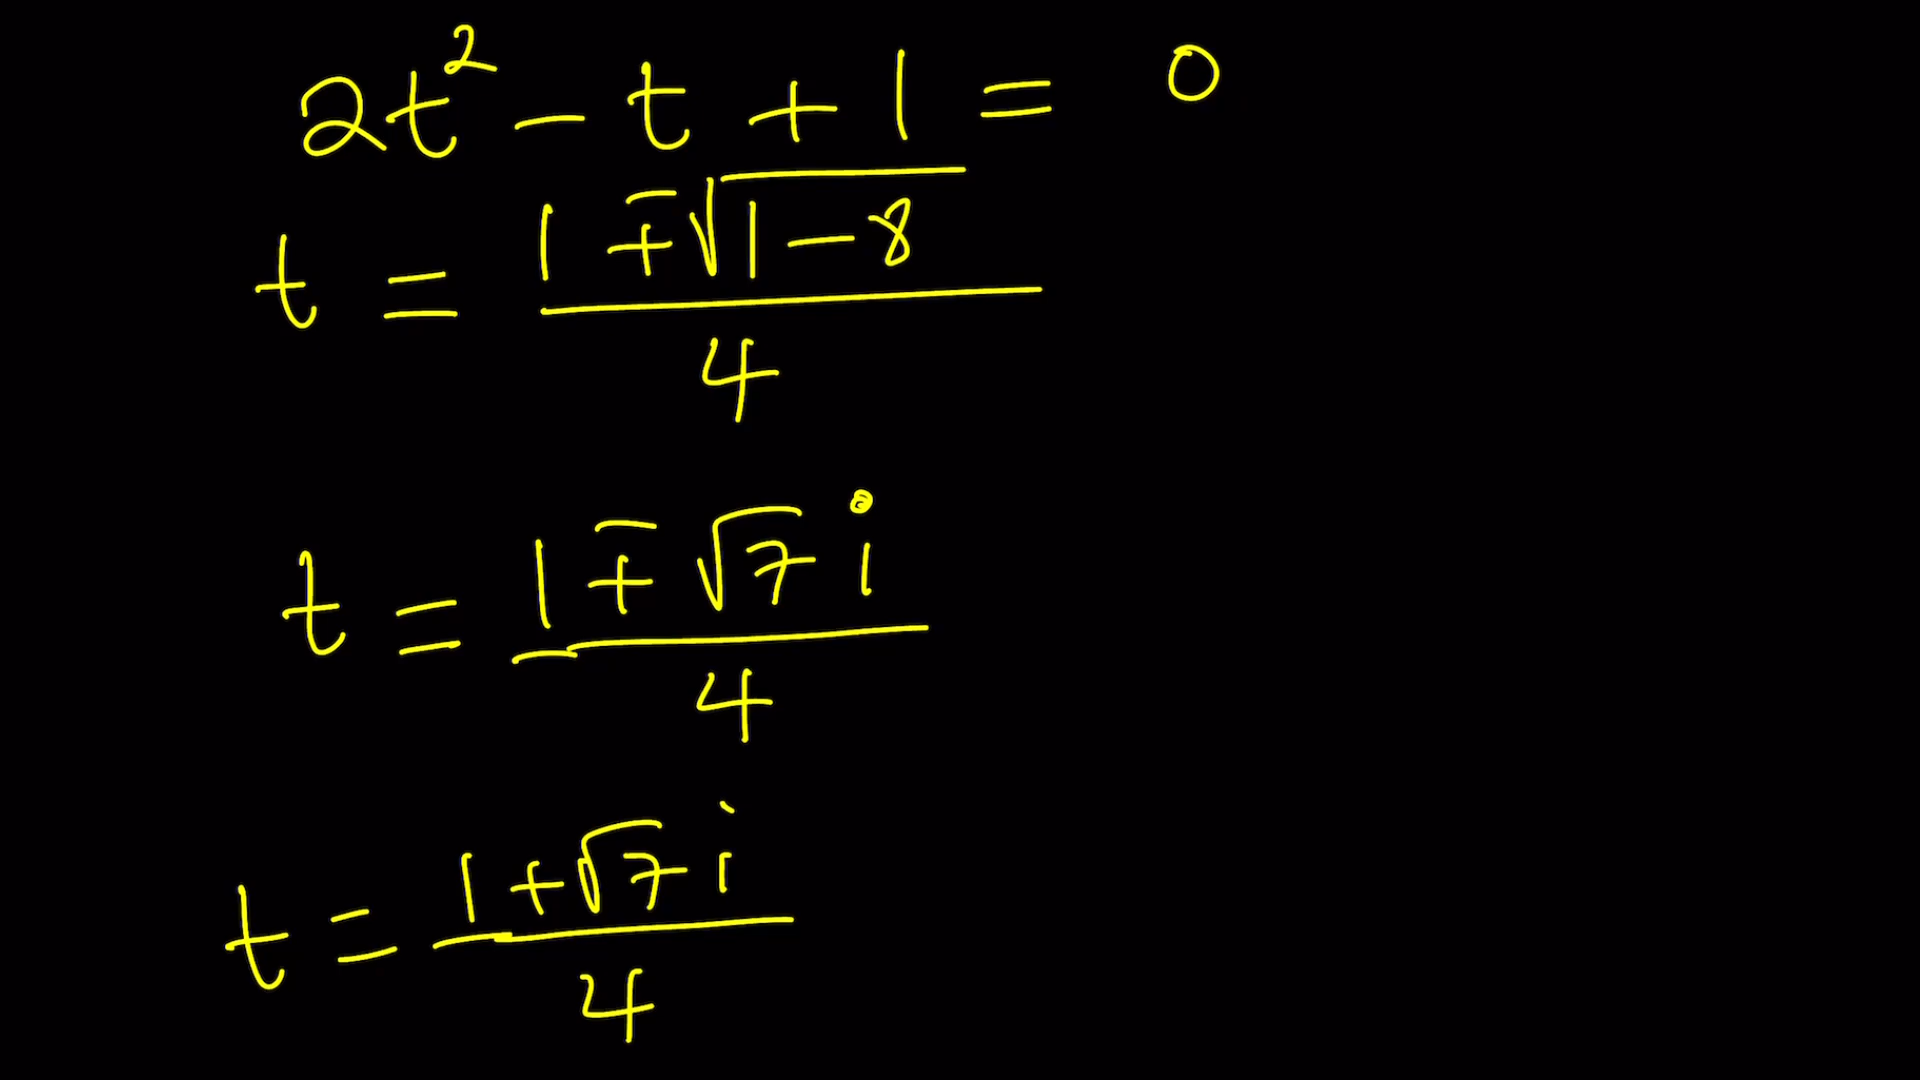 2t² - t + 1 = 0
t = (1 ∓ √(1 - 8)) / 4
t = (1 ∓ √7 i) / 4
t = (1 + √7 i) / 4